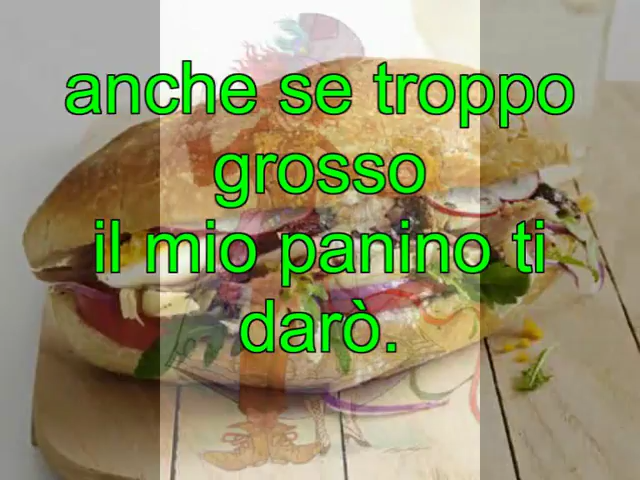 anche se troppo
grosso
il mio panino ti
darò.